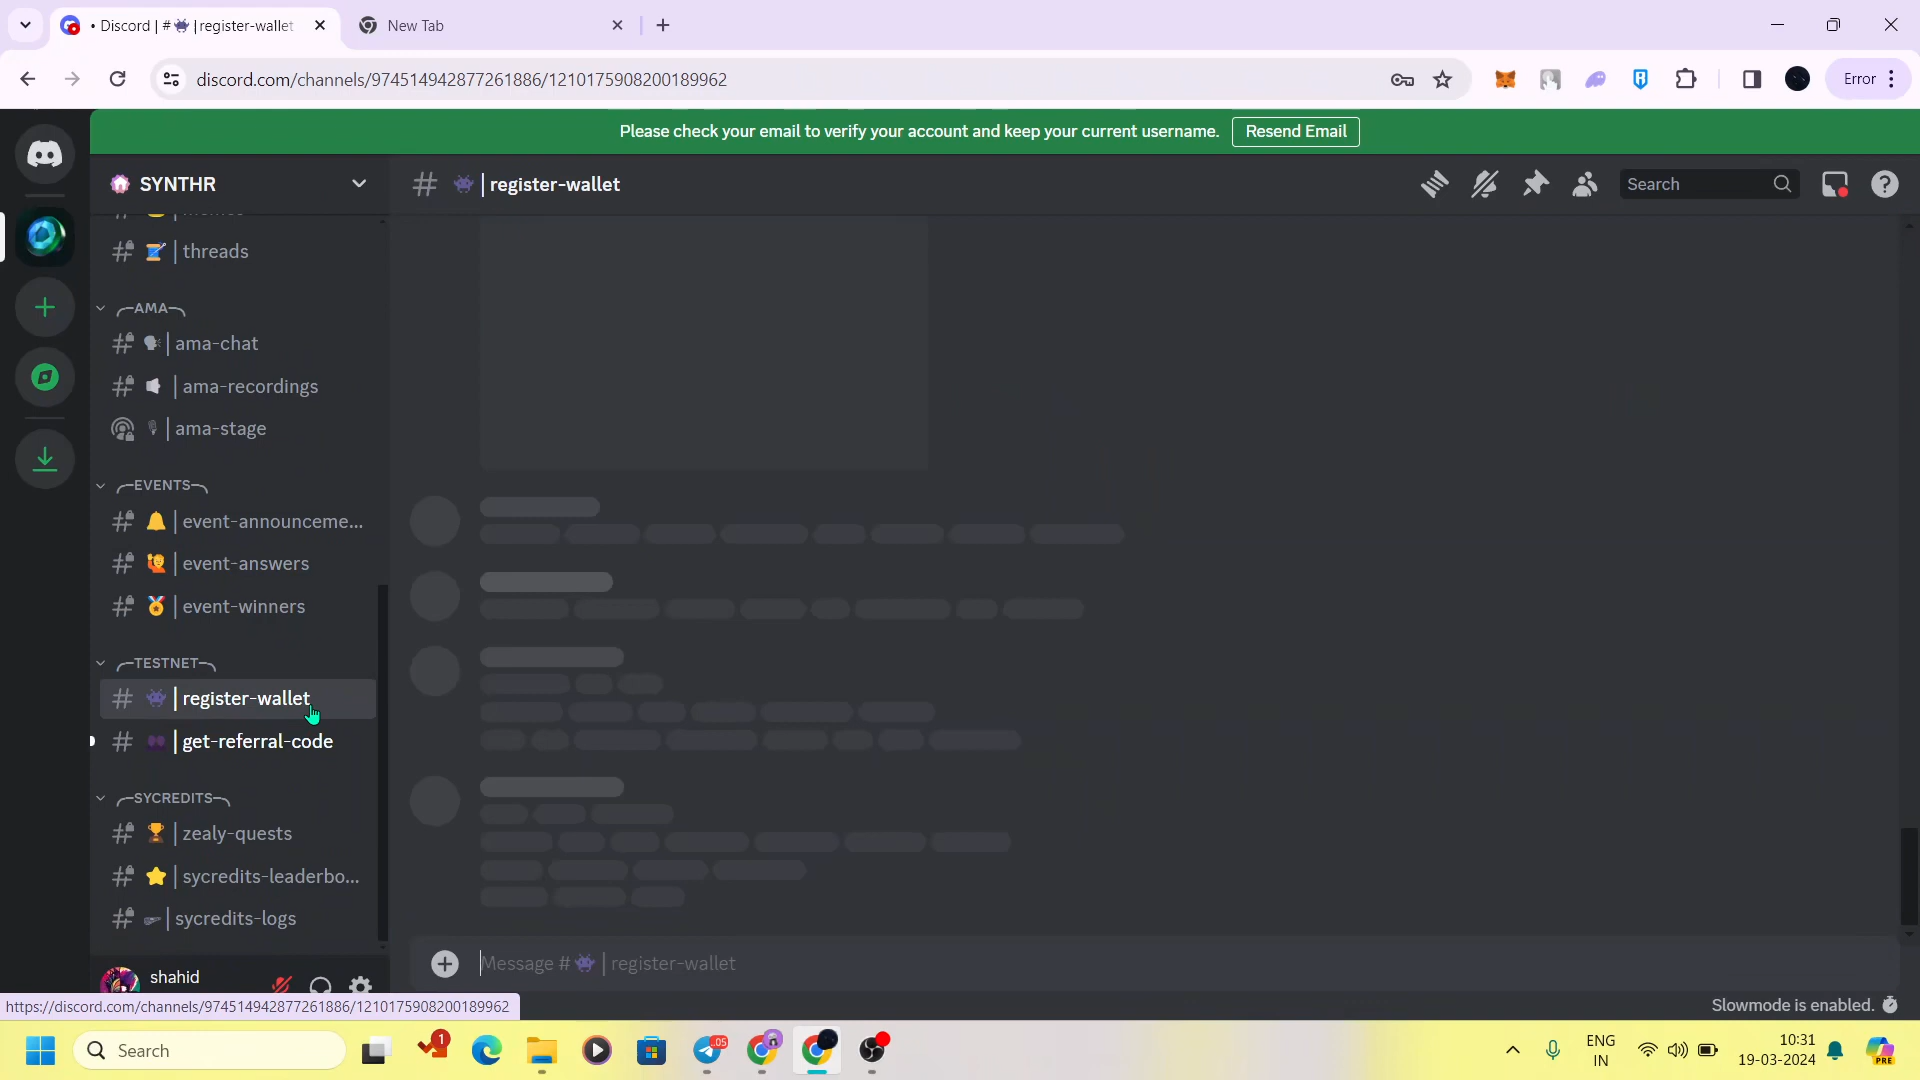 • Discord | # 👾 | register-wallet
New Tab
discord.com/channels/974514942877261886/1210175908200189962
Error
Please check your email to verify your account and keep your current username.
Resend Email
SYNTHR
register-wallet
Search
threads
AMA
ama-chat
ama-recordings
ama-stage
EVENTS
event-announceme...
event-answers
event-winners
TESTNET
register-wallet
get-referral-code
SYCREDITS
zealy-quests
sycredits-leaderbo...
sycredits-logs
shahid
Message # 👾 | register-wallet
https://discord.com/channels/974514942877261886/1210175908200189962
Slowmode is enabled.
Search
1
.05
ENG
IN
10:31
19-03-2024
PRE